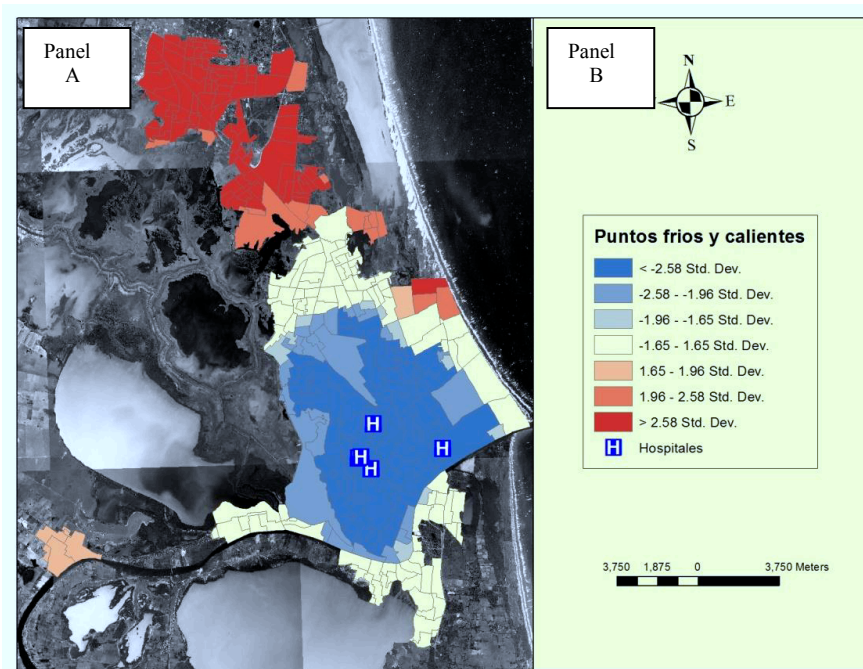 Panel
A
Panel
B
N
E
S
Puntos frios y calientes
< -2.58 Std. Dev.
-2.58 - -1.96 Std. Dev.
-1.96 - -1.65 Std. Dev.
-1.65 - 1.65 Std. Dev.
1.65 - 1.96 Std. Dev.
1.96 - 2.58 Std. Dev.
> 2.58 Std. Dev.
H Hospitales
H
H
H
H
3,750 1,875 0 3,750 Meters